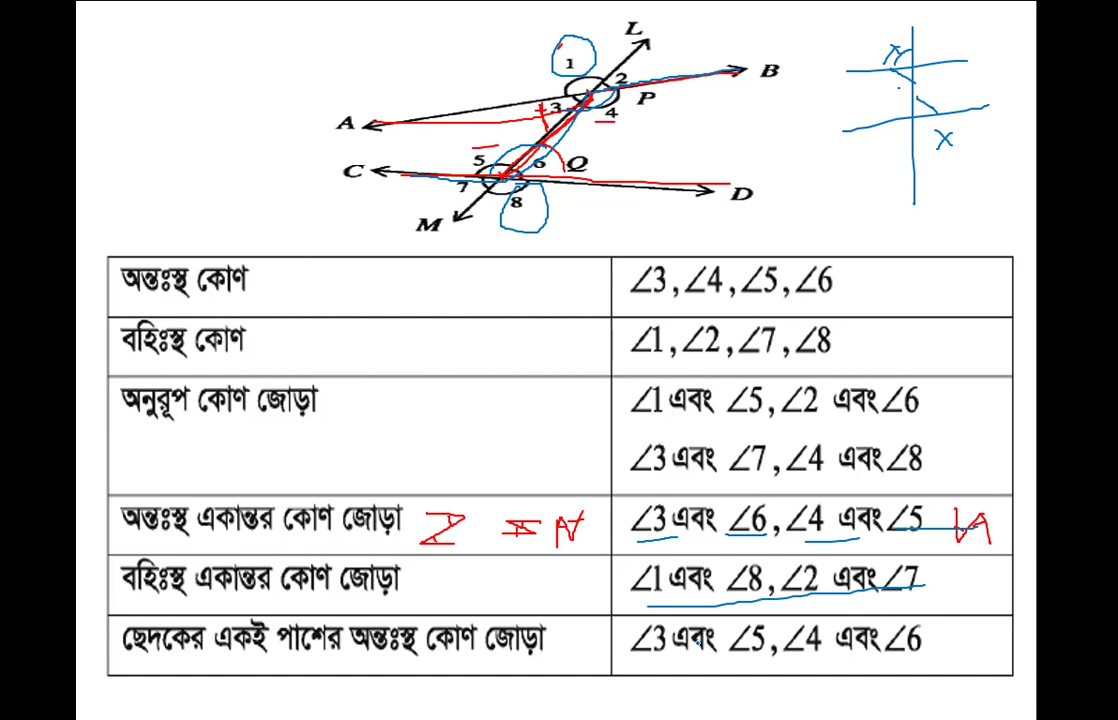 L
1
2
B
P
3
4
A
5
6
Q
C
7
8
D
M
x
x
অন্তঃস্থ কোণ ∠3,∠4,∠5,∠6
বহিঃস্থ কোণ ∠1,∠2,∠7,∠8
অনুরূপ কোণ জোড়া ∠1 এবং ∠5,∠2 এবং∠6
∠3 এবং ∠7,∠4 এবং∠8
অন্তঃস্থ একান্তর কোণ জোড়া Z ∠3 এবং ∠6,∠4 এবং∠5
বহিঃস্থ একান্তর কোণ জোড়া ∠1 এবং ∠8,∠2 এবং∠7
ছেদকের একই পাশের অন্তঃস্থ কোণ জোড়া ∠3 এবং ∠5,∠4 এবং∠6